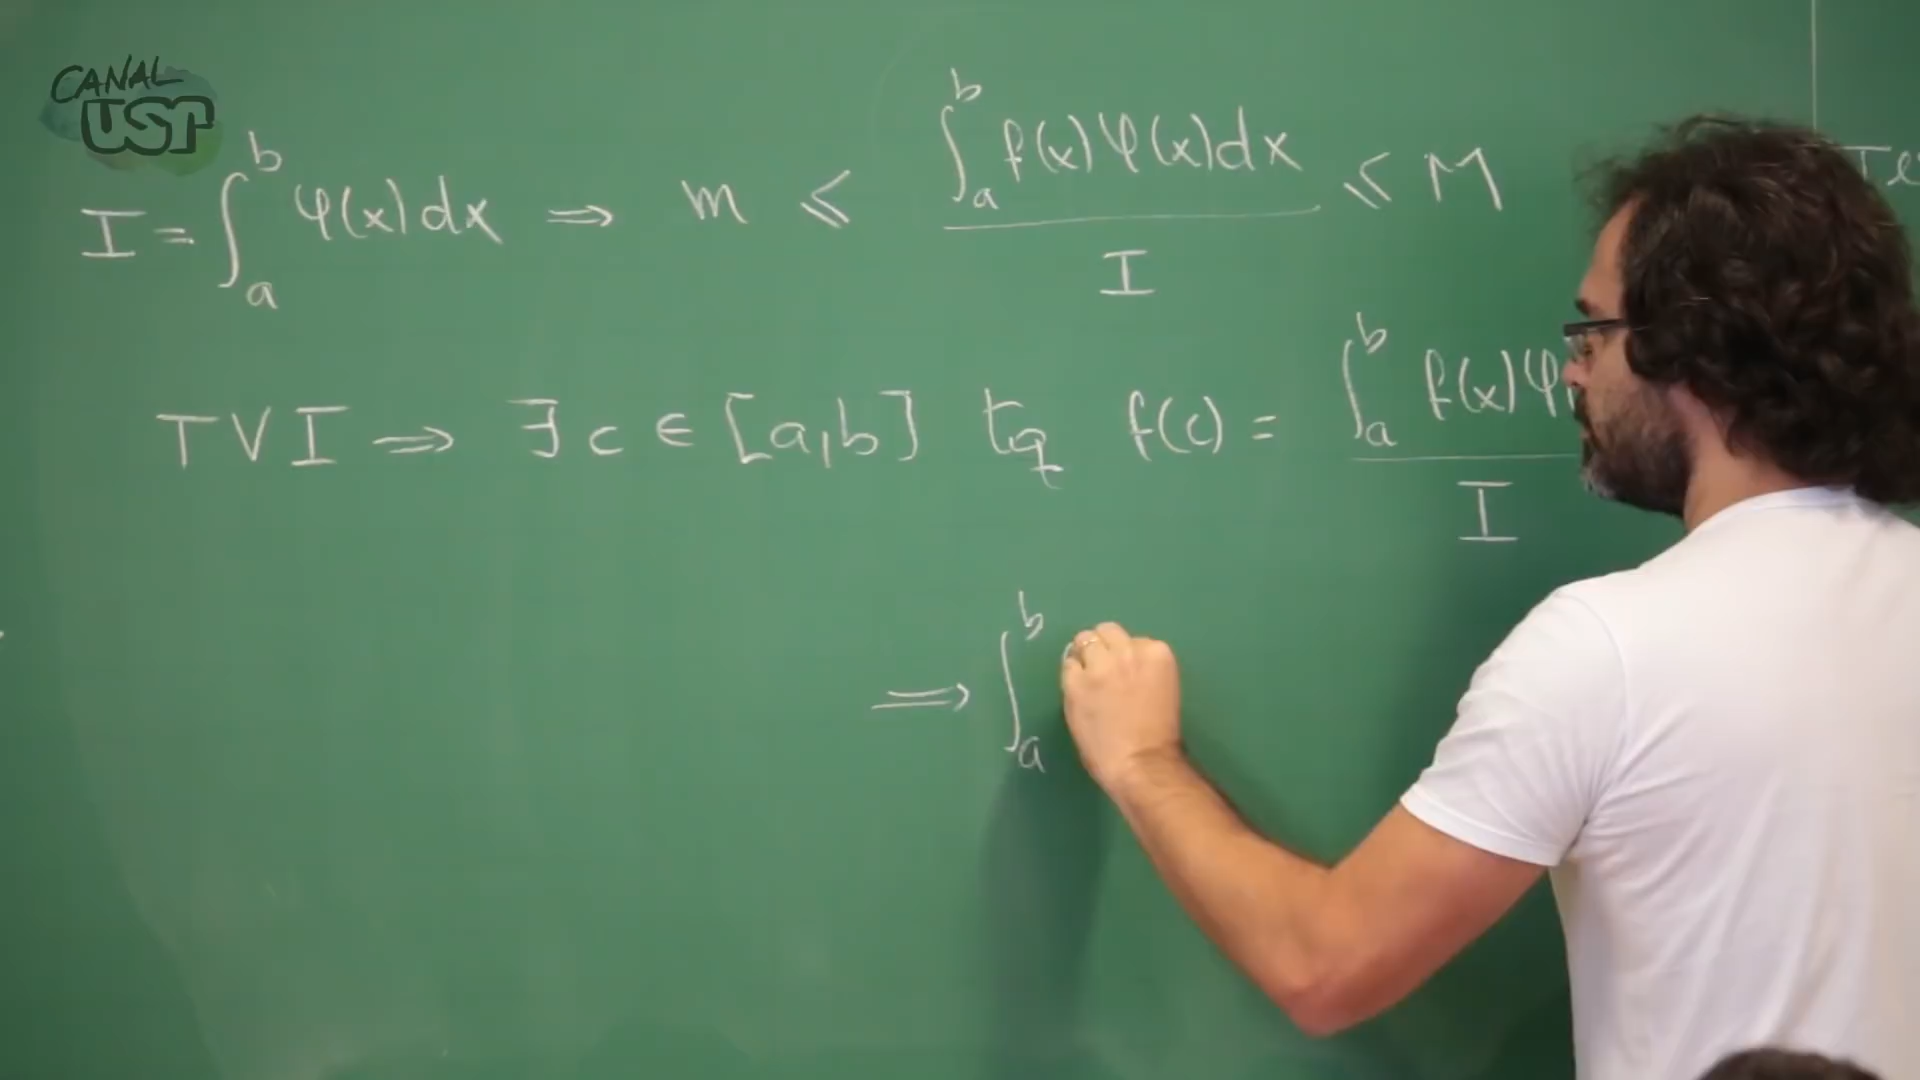 CANAL USP
I = ∫_a^b φ(x)dx ⇒ m ≤ (∫_a^b f(x)φ(x)dx)/I ≤ M
TVI ⇒ ∃ c ∈ [a,b] tq f(c) = (∫_a^b f(x)φ)/I
⇒ ∫_a^b